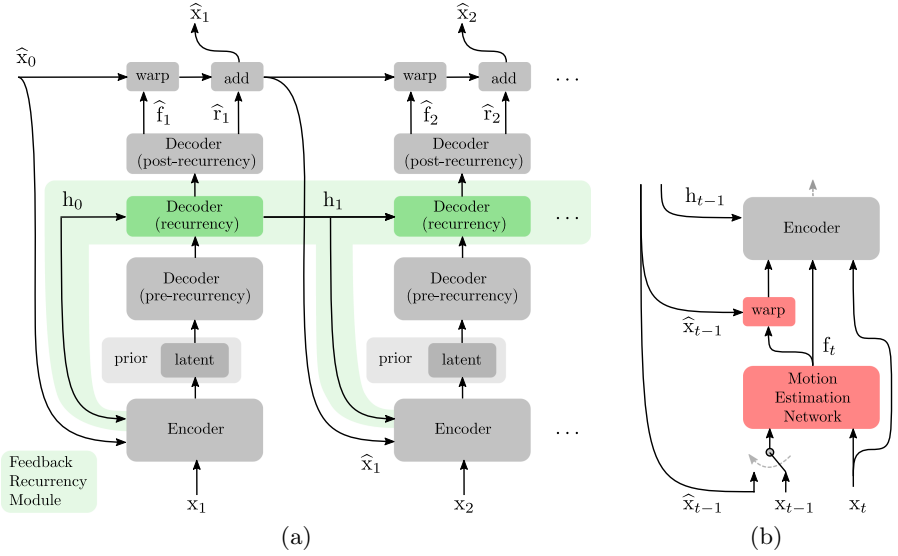 x̂₁
x̂₂
x̂₀
warp
add
warp
add
...
f̂₁
r̂₁
f̂₂
r̂₂
Decoder
(post-recurrency)
Decoder
(post-recurrency)
h₀
Decoder
(recurrency)
h₁
Decoder
(recurrency)
...
Decoder
(pre-recurrency)
Decoder
(pre-recurrency)
prior
latent
prior
latent
Encoder
Encoder
...
x̂₁
Feedback
Recurrency
Module
x₁
x₂
(a)
hₜ₋₁
Encoder
warp
x̂ₜ₋₁
fₜ
Motion
Estimation
Network
x̂ₜ₋₁
xₜ₋₁
xₜ
(b)